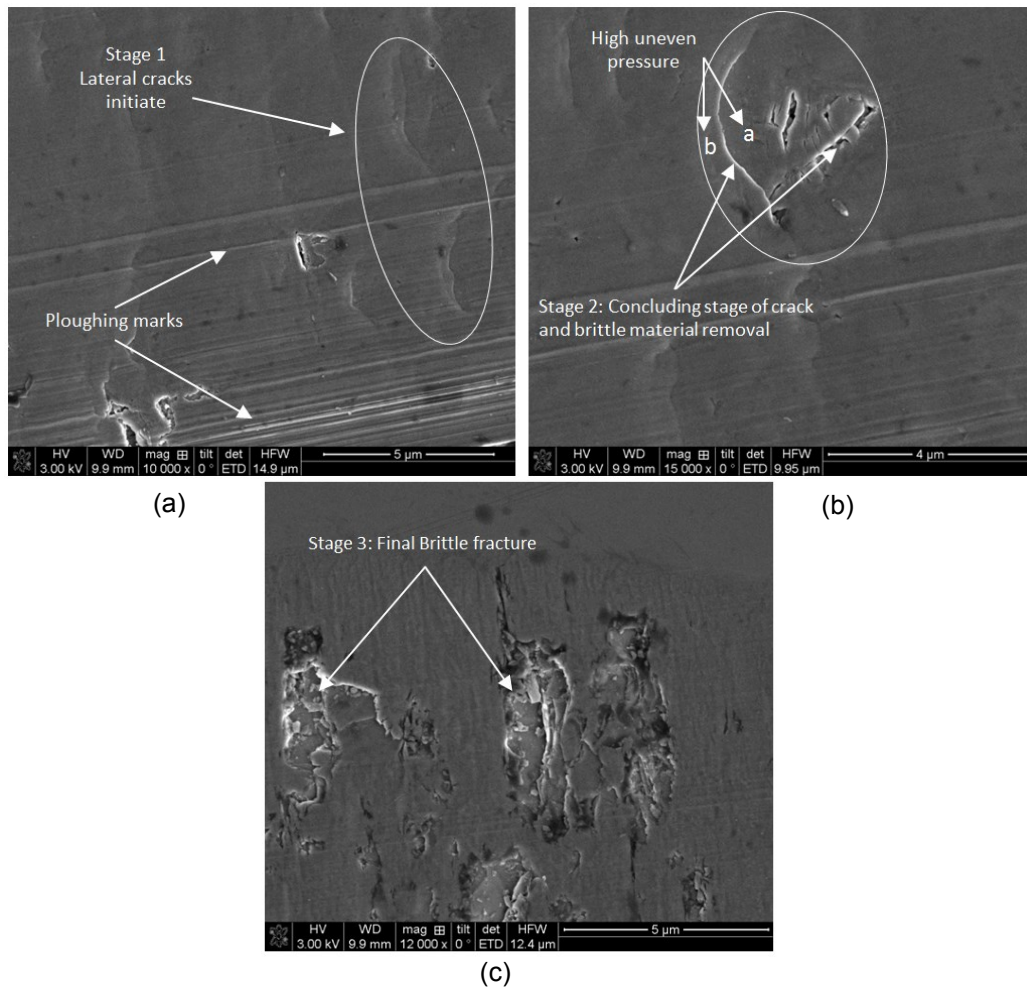 Stage 1
Lateral cracks
initiate
Ploughing marks
HV WD mag ⊞ tilt det HFW 5 µm
3.00 kV 9.9 mm 10 000 x 0 ° ETD 14.9 µm
(a)
High uneven
pressure
b a
Stage 2: Concluding stage of crack
and brittle material removal
HV WD mag ⊞ tilt det HFW 4 µm
3.00 kV 9.9 mm 15 000 x 0 ° ETD 9.95 µm
(b)
Stage 3: Final Brittle fracture
HV WD mag ⊞ tilt det HFW 5 µm
3.00 kV 9.9 mm 12 000 x 0 ° ETD 12.4 µm
(c)